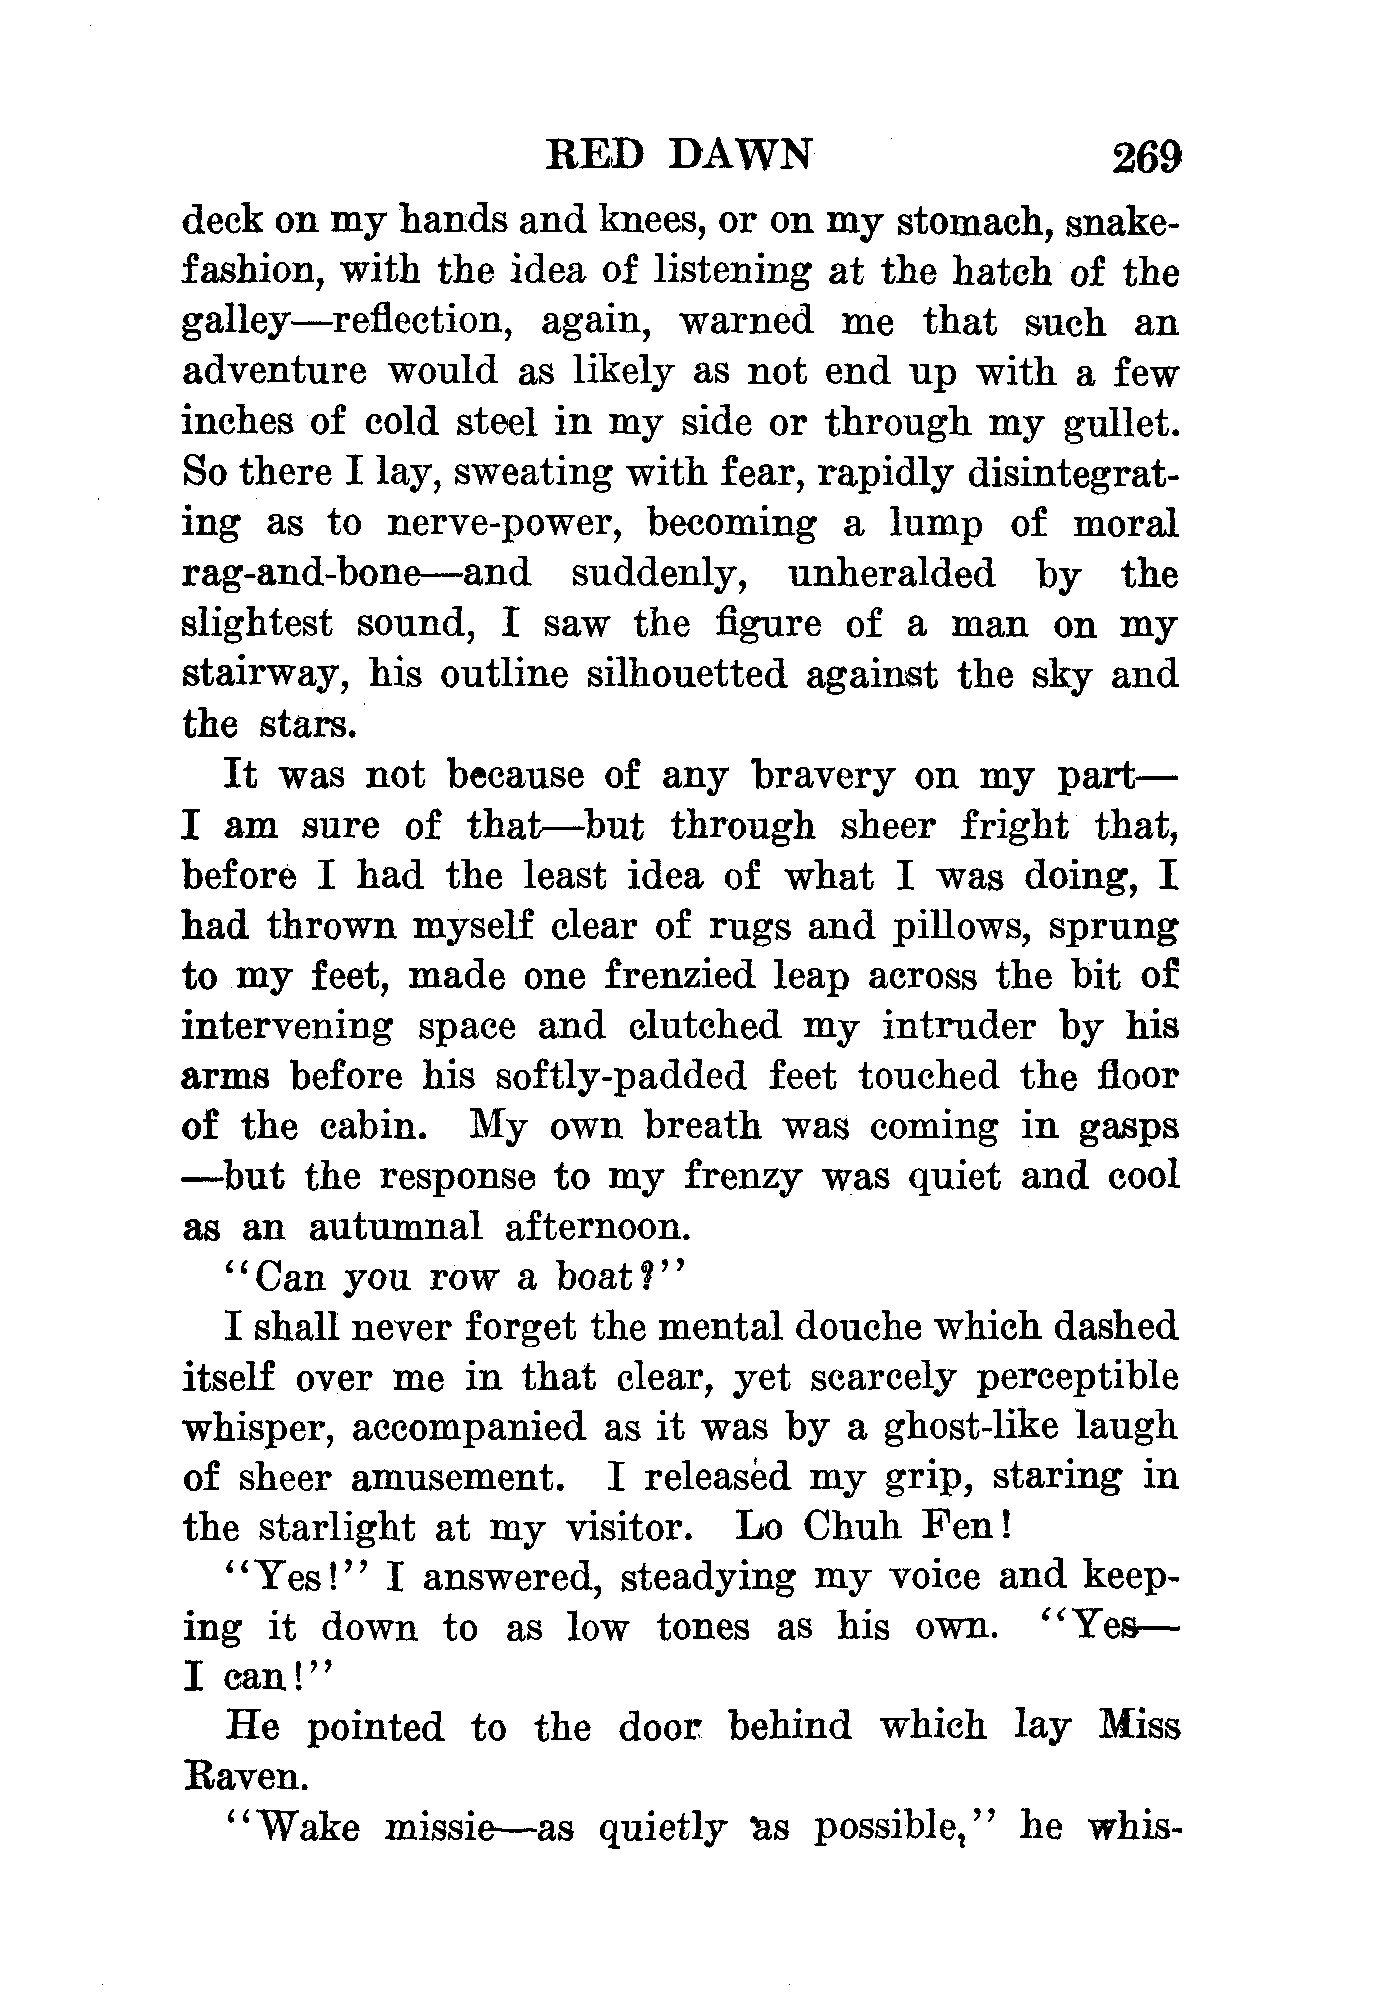 RED DAWN 269
deck on my hands and knees, or on my stomach, snake-
fashion, with the idea of listening at the hatch of the
galley—reflection, again, warned me that such an
adventure would as likely as not end up with a few
inches of cold steel in my side or through my gullet.
So there I lay, sweating with fear, rapidly disintegrat-
ing as to nerve-power, becoming a lump of moral
rag-and-bone—and suddenly, unheralded by the
slightest sound, I saw the figure of a man on my
stairway, his outline silhouetted against the sky and
the stars.
It was not because of any bravery on my part—
I am sure of that—but through sheer fright that,
before I had the least idea of what I was doing, I
had thrown myself clear of rugs and pillows, sprung
to my feet, made one frenzied leap across the bit of
intervening space and clutched my intruder by his
arms before his softly-padded feet touched the floor
of the cabin. My own breath was coming in gasps
—but the response to my frenzy was quiet and cool
as an autumnal afternoon.
"Can you row a boat?"
I shall never forget the mental douche which dashed
itself over me in that clear, yet scarcely perceptible
whisper, accompanied as it was by a ghost-like laugh
of sheer amusement. I released my grip, staring in
the starlight at my visitor. Lo Chuh Fen!
"Yes!" I answered, steadying my voice and keep-
ing it down to as low tones as his own. "Yes—
I can!"
He pointed to the door behind which lay Miss
Raven.
"Wake missie—as quietly as possible," he whis-